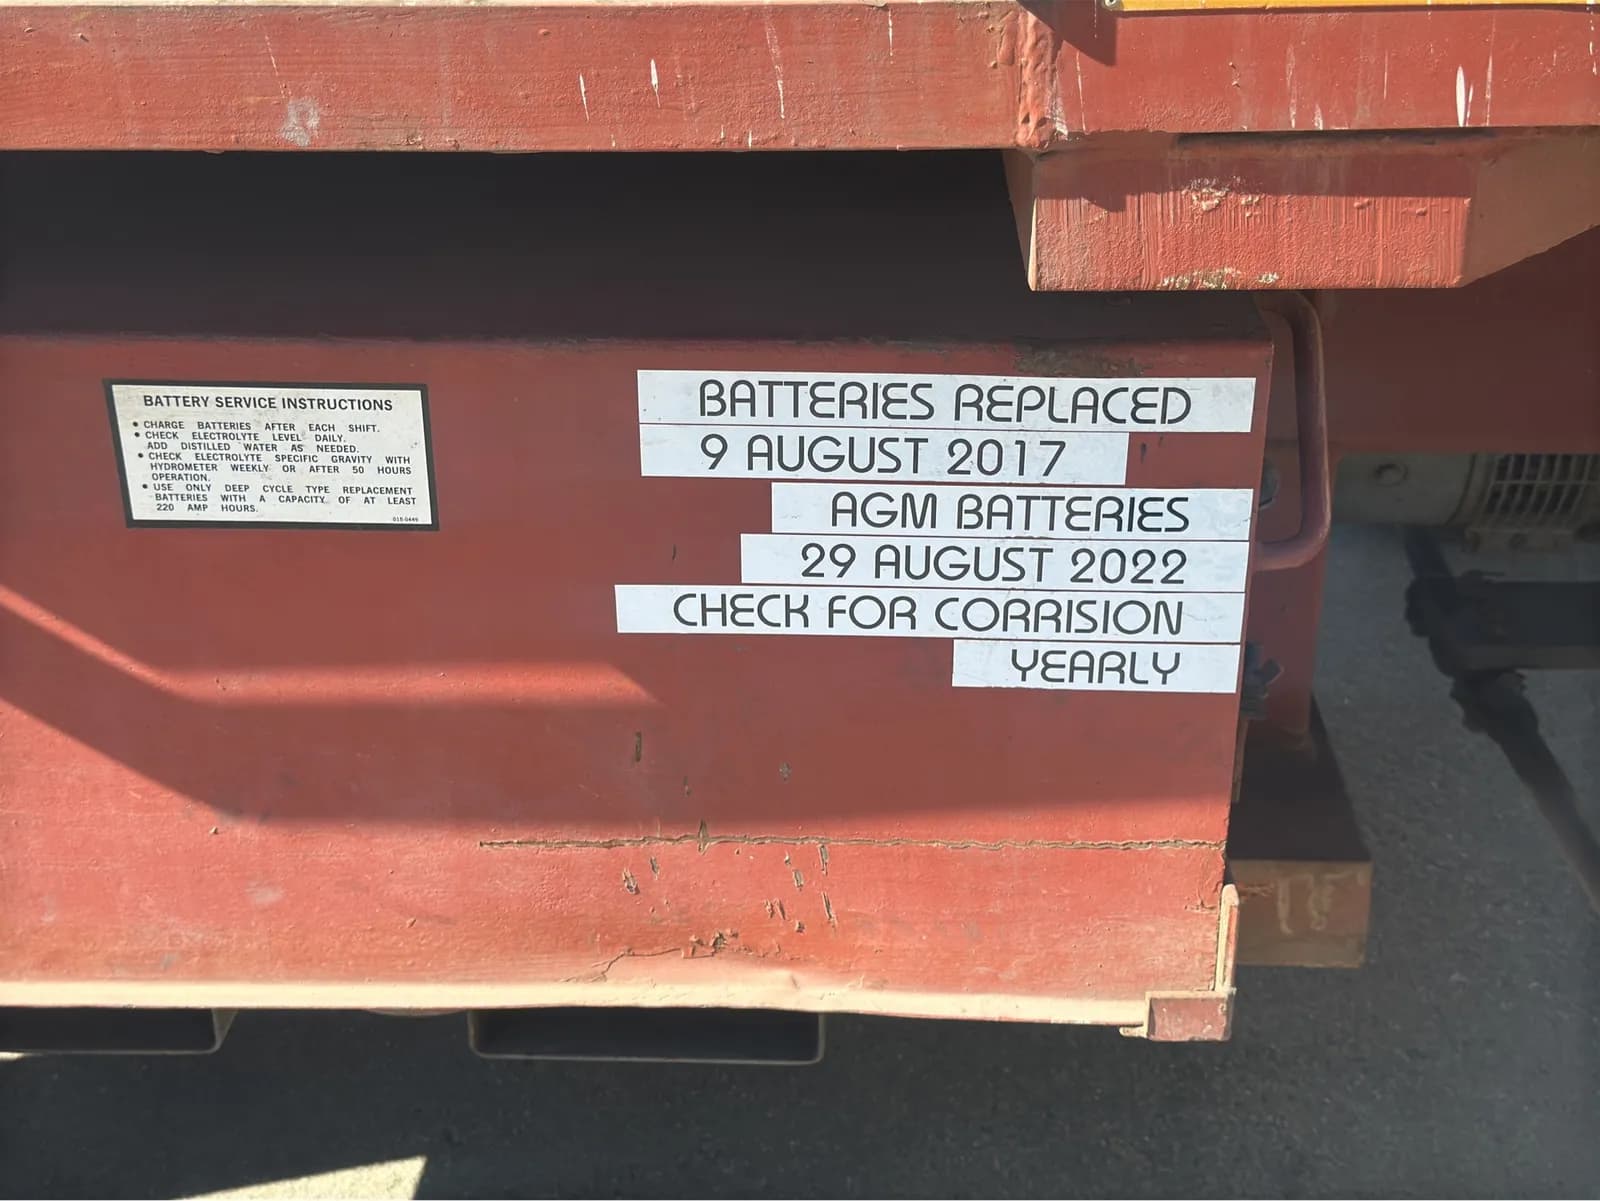 BATTERY SERVICE INSTRUCTIONS
• CHARGE BATTERIES AFTER EACH SHIFT.
• CHECK ELECTROLYTE LEVEL DAILY.
ADD DISTILLED WATER AS NEEDED.
• CHECK ELECTROLYTE SPECIFIC GRAVITY WITH
HYDROMETER WEEKLY OR AFTER 50 HOURS
OPERATION.
• USE ONLY DEEP CYCLE TYPE REPLACEMENT
BATTERIES WITH A CAPACITY OF AT LEAST
220 AMP HOURS.
BATTERIES REPLACED
9 AUGUST 2017
AGM BATTERIES
29 AUGUST 2022
CHECK FOR CORRISION
YEARLY